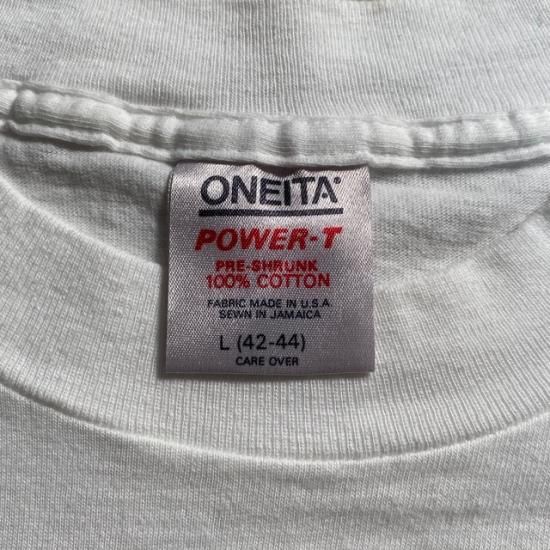 ONEITA®
POWER-T
PRE-SHRUNK
100% COTTON
FABRIC MADE IN U.S.A.
SEWN IN JAMAICA
L (42-44)
CARE OVER